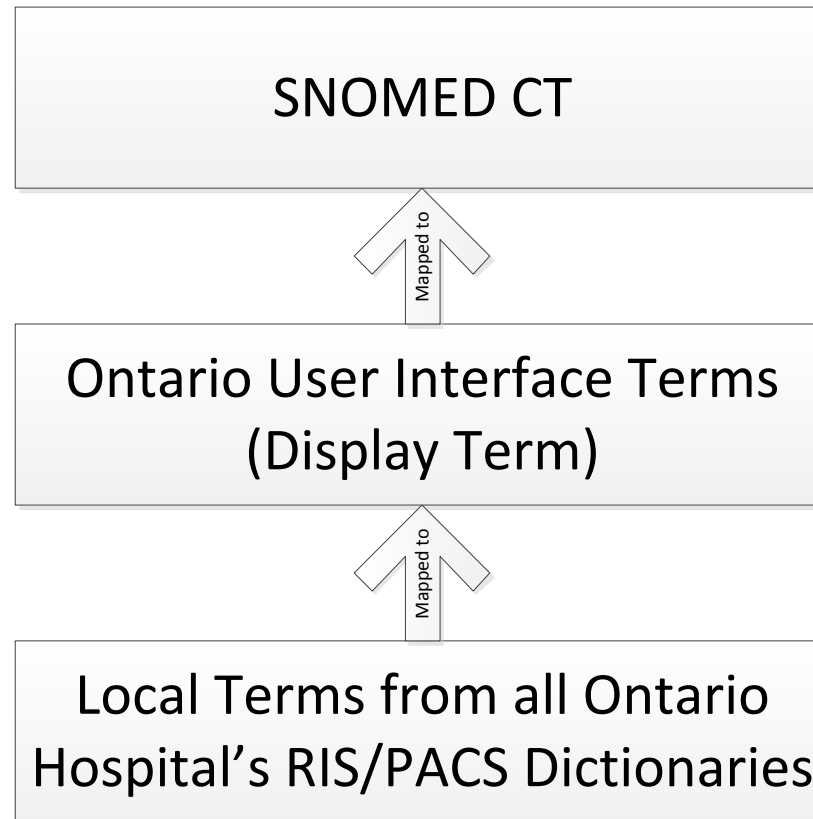 SNOMED CT
Mapped to
Ontario User Interface Terms
(Display Term)
Mapped to
Local Terms from all Ontario
Hospital’s RIS/PACS Dictionaries